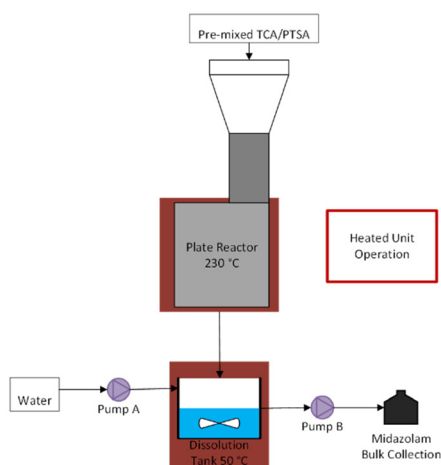 Pre-mixed TCA/PTSA
Plate Reactor
230 °C
Heated Unit
Operation
Water
Pump A
Dissolution
Tank 50 °C
Pump B
Midazolam
Bulk Collection